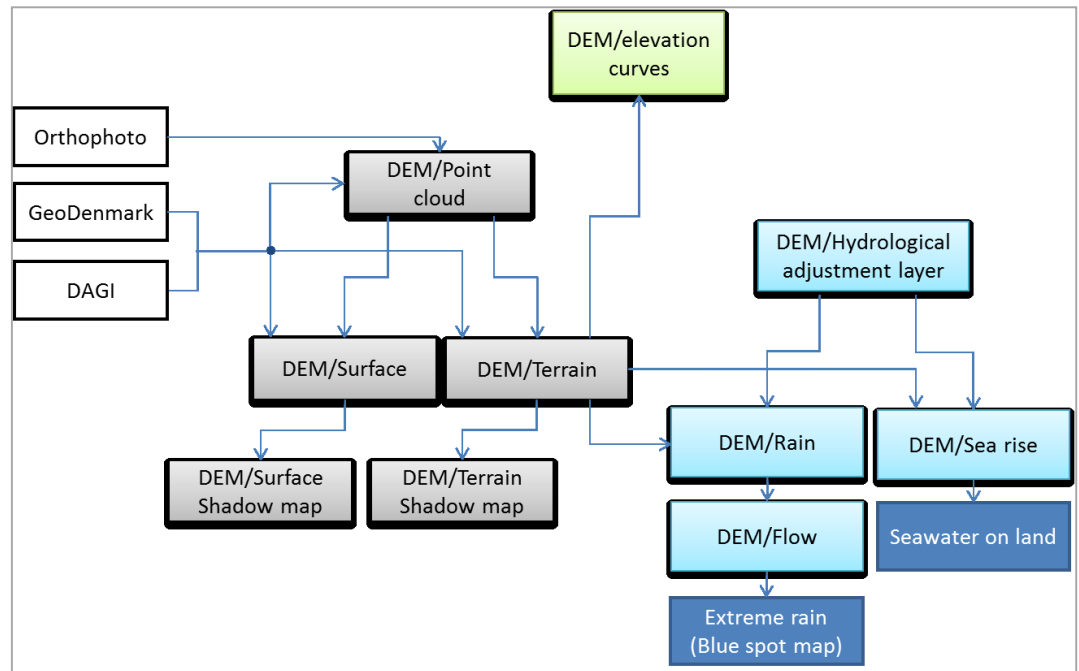 DEM/elevation
curves
Orthophoto
DEM/Point
cloud
GeoDenmark
DAGI
DEM/Hydrological
adjustment layer
DEM/Surface
DEM/Terrain
DEM/Rain
DEM/Sea rise
DEM/Surface
Shadow map
DEM/Terrain
Shadow map
DEM/Flow
Seawater on land
Extreme rain
(Blue spot map)